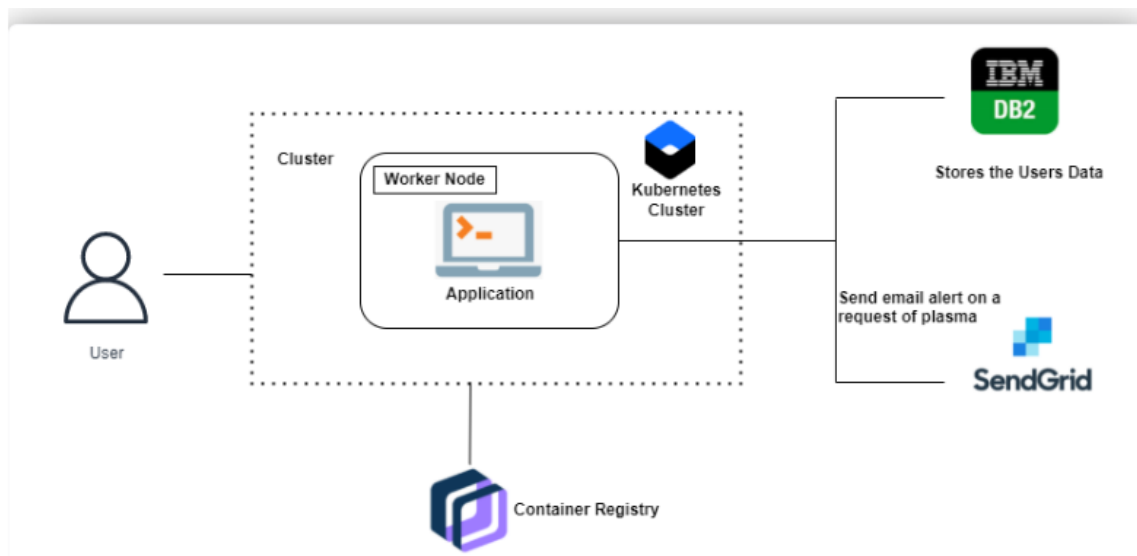 IBM
DB2
Cluster
Worker Node
Kubernetes
Cluster
Stores the Users Data
Application
Send email alert on a
request of plasma
User
SendGrid
Container Registry